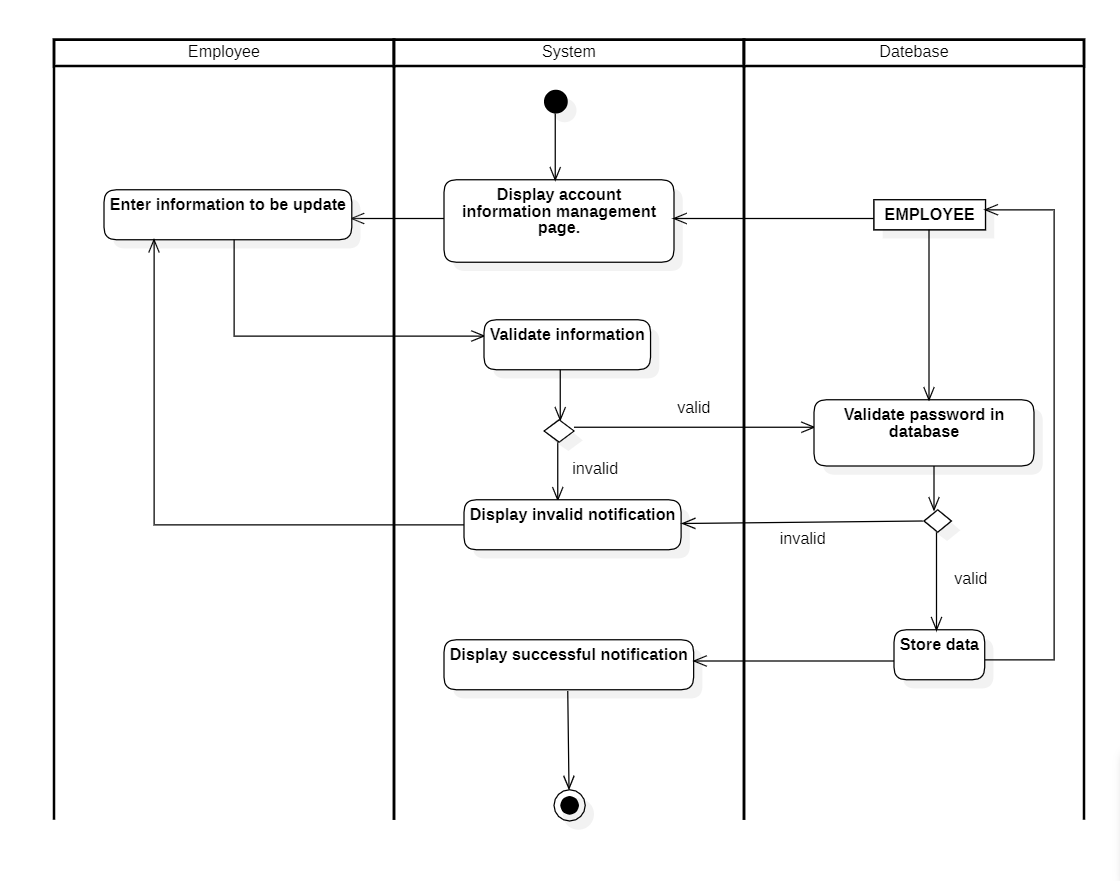 Employee
System
Datebase
Enter information to be update
Display account
information management
page.
EMPLOYEE
Validate information
valid
Validate password in
database
invalid
Display invalid notification
invalid
valid
Display successful notification
Store data